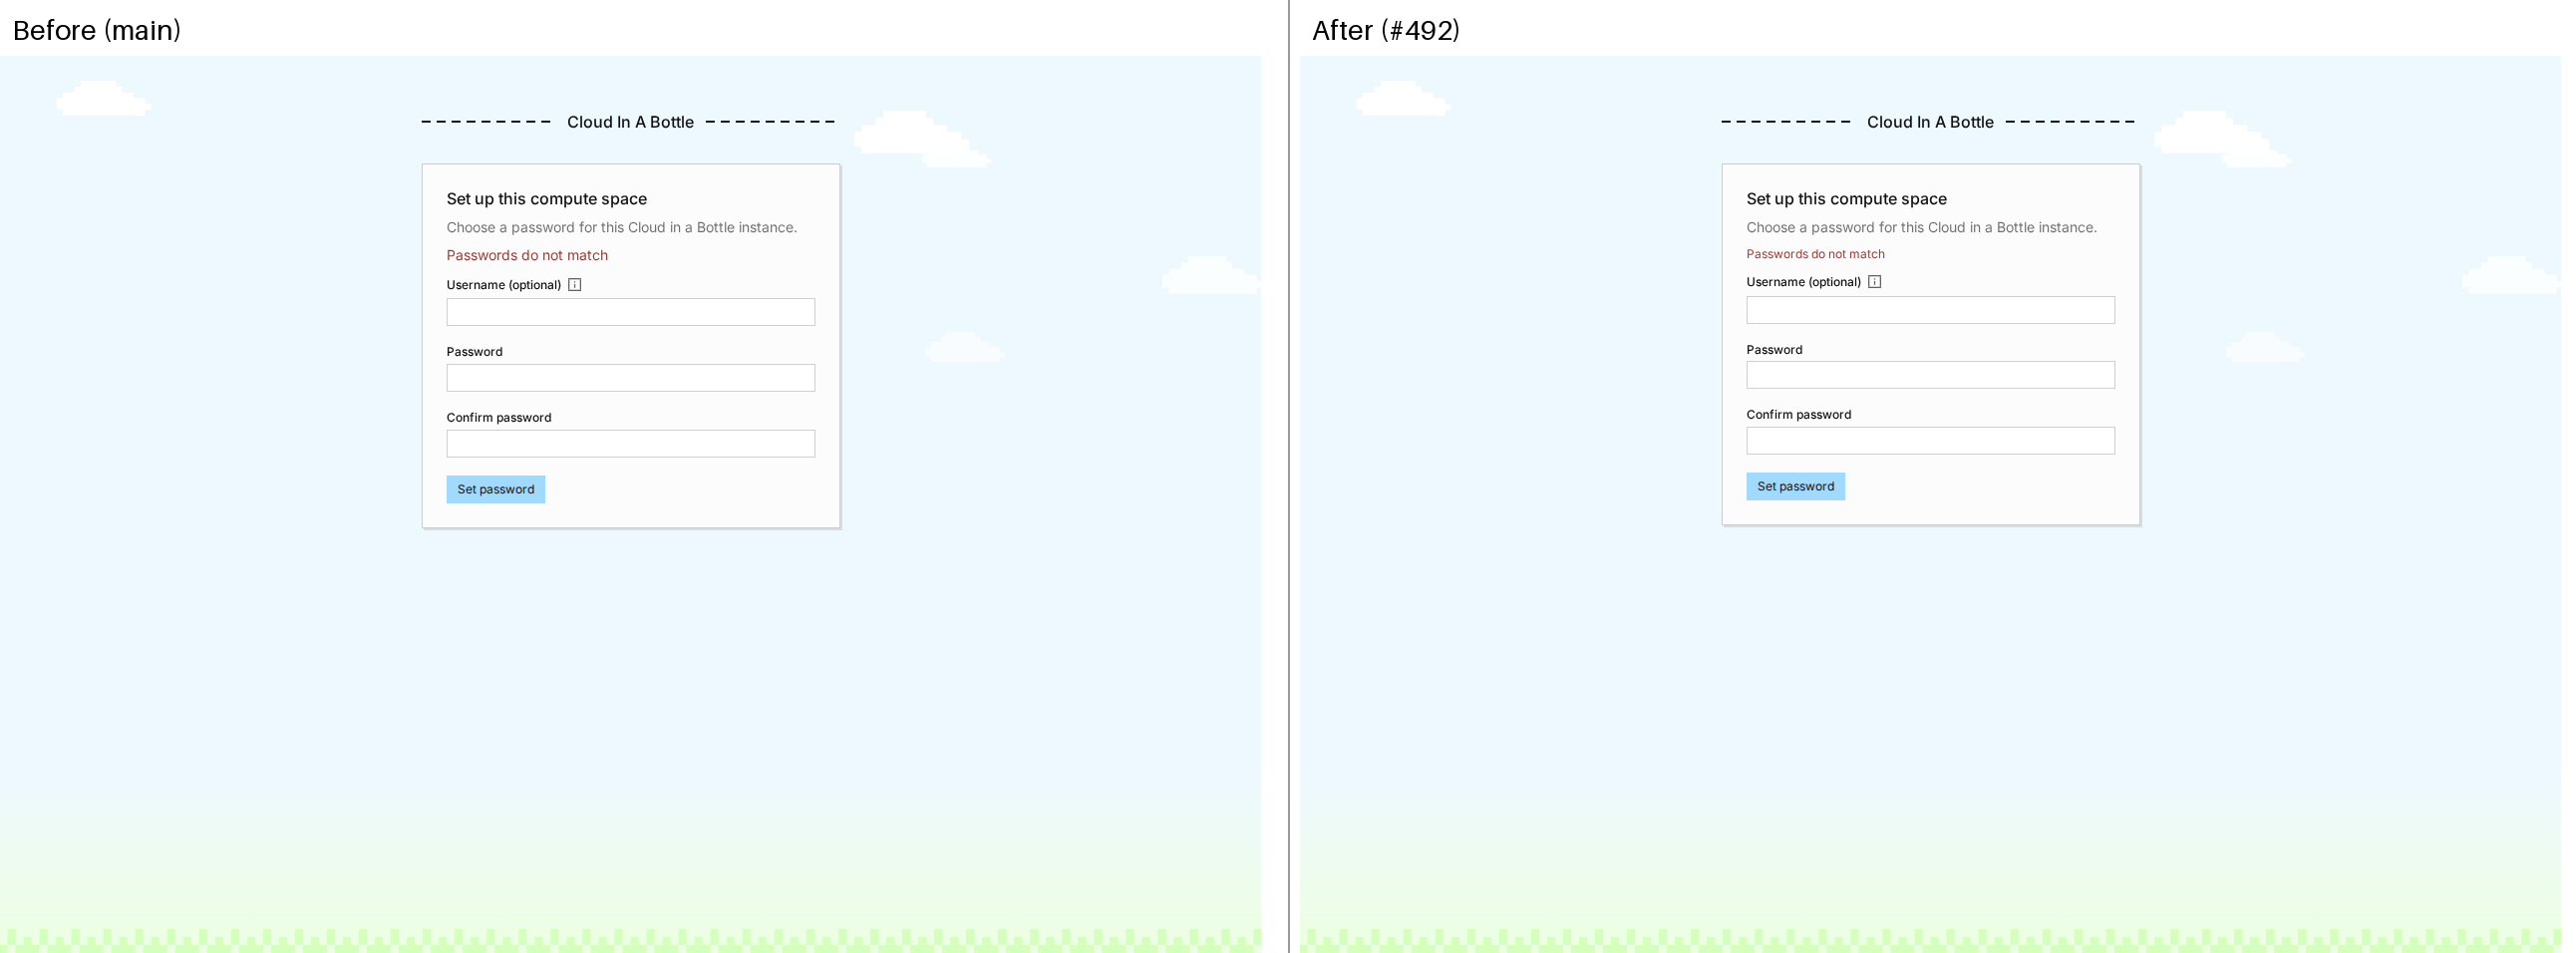 Before (main)
Cloud In A Bottle
Set up this compute space
Choose a password for this Cloud in a Bottle instance.
Passwords do not match
Username (optional)
Password
Confirm password
Set password
After (#492)
Cloud In A Bottle
Set up this compute space
Choose a password for this Cloud in a Bottle instance.
Passwords do not match
Username (optional)
Password
Confirm password
Set password